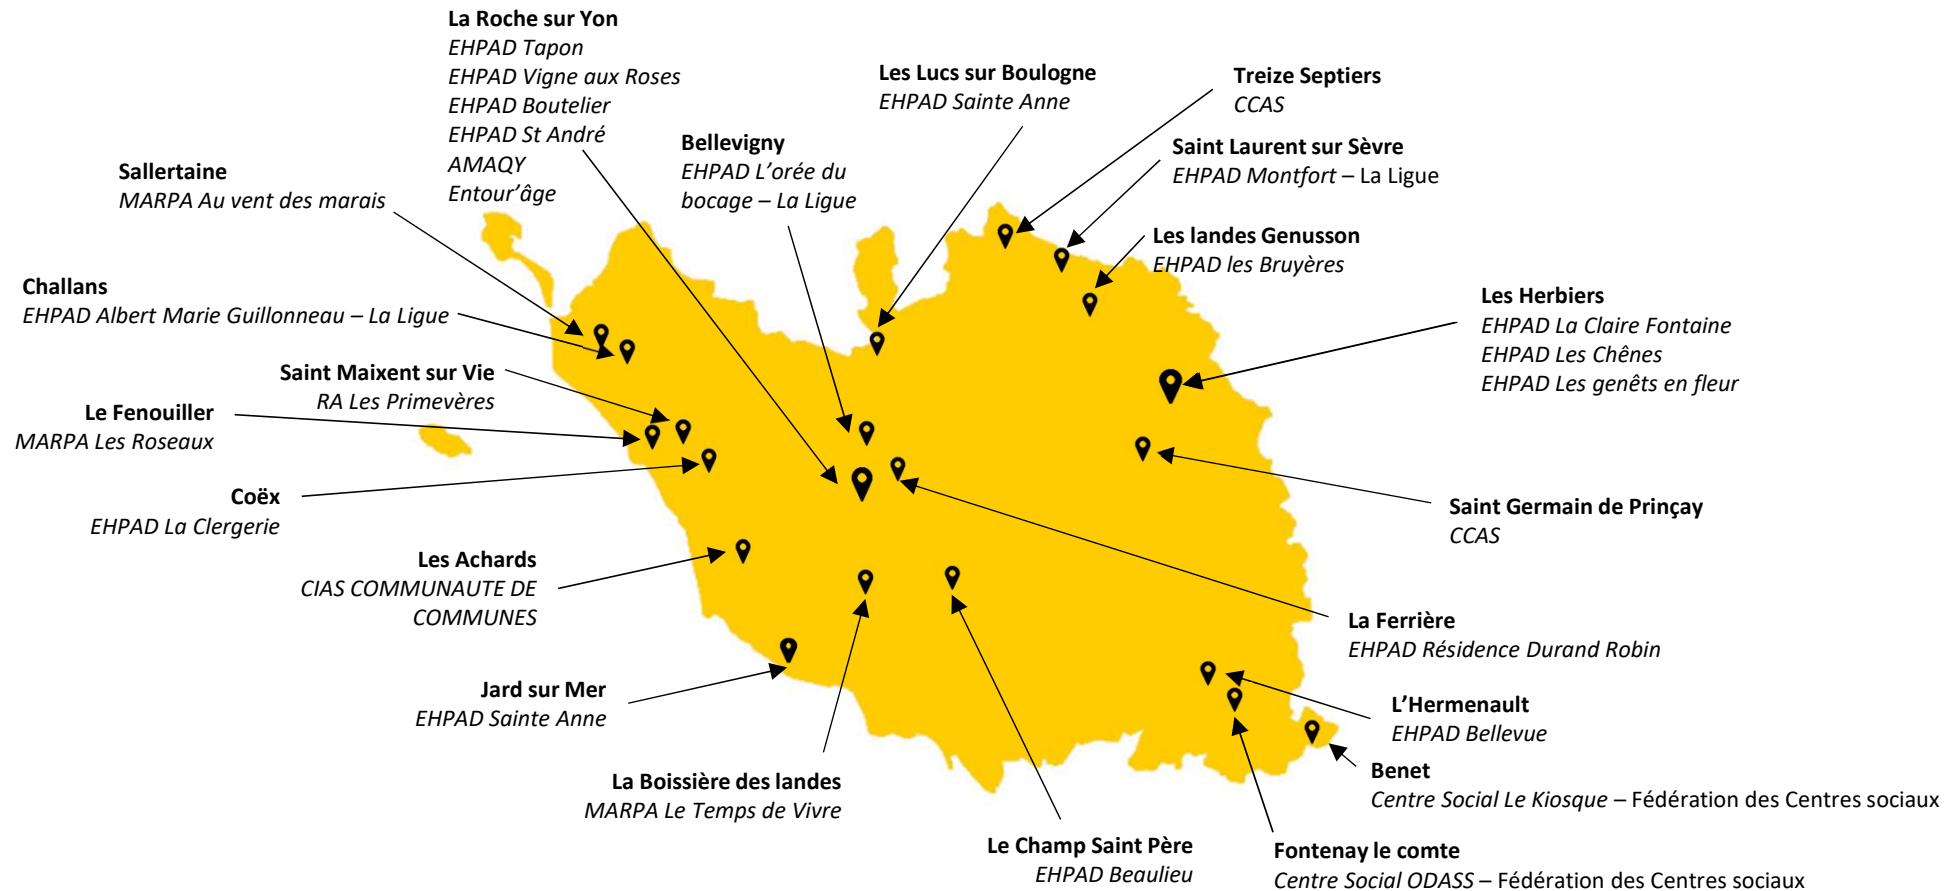 La Roche sur Yon
EHPAD Tapon
EHPAD Vigne aux Roses
EHPAD Boutelier
EHPAD St André
AMAQY
Entour’âge
Les Lucs sur Boulogne
EHPAD Sainte Anne
Treize Septiers
CCAS
Bellevigny
EHPAD L’orée du
bocage – La Ligue
Saint Laurent sur Sèvre
EHPAD Montfort – La Ligue
Sallertaine
MARPA Au vent des marais
Les landes Genusson
EHPAD les Bruyères
Challans
EHPAD Albert Marie Guillonneau – La Ligue
Les Herbiers
EHPAD La Claire Fontaine
EHPAD Les Chênes
EHPAD Les genêts en fleur
Saint Maixent sur Vie
RA Les Primevères
Le Fenouiller
MARPA Les Roseaux
Coëx
EHPAD La Clergerie
Saint Germain de Prinçay
CCAS
Les Achards
CIAS COMMUNAUTE DE
COMMUNES
La Ferrière
EHPAD Résidence Durand Robin
Jard sur Mer
EHPAD Sainte Anne
L’Hermenault
EHPAD Bellevue
La Boissière des landes
MARPA Le Temps de Vivre
Benet
Centre Social Le Kiosque – Fédération des Centres sociaux
Le Champ Saint Père
EHPAD Beaulieu
Fontenay le comte
Centre Social ODASS – Fédération des Centres sociaux